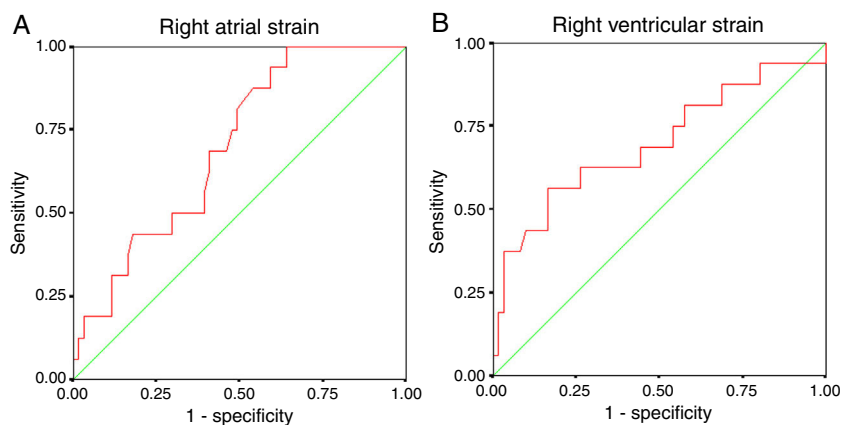 A
Right atrial strain
1.00
0.75
0.50
0.25
0.00
Sensitivity
0.00 0.25 0.50 0.75 1.00
1 - specificity
B
Right ventricular strain
1.00
0.75
0.50
0.25
0.00
Sensitivity
0.00 0.25 0.50 0.75 1.00
1 - specificity